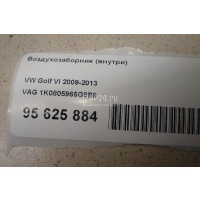 Воздухозаборник (внутри)
VW Golf VI 2009-2013
VAG 1K0805965G9B9
95 625 884